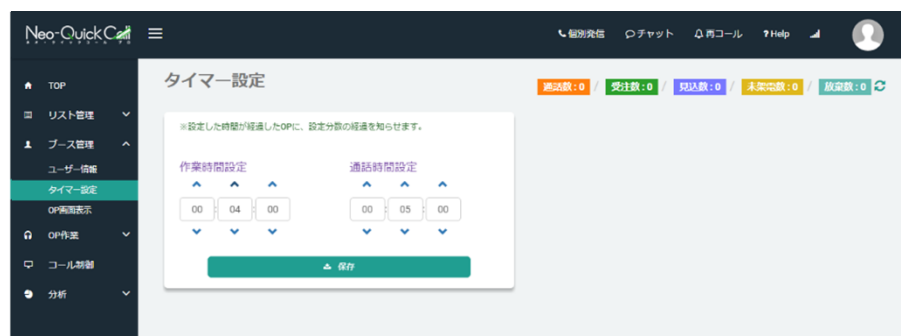 Neo-QuickCall
個別発信 チャット 再コール ?Help
TOP
リスト管理
ブース管理
ユーザー情報
タイマー設定
OP画面表示
OP作業
コール制御
分析
タイマー設定
通話数:0 / 受注数:0 / 見込数:0 / 未架電数:0 / 放棄数:0
※設定した時間が経過したOPに、設定分数の経過を知らせます。
作業時間設定 通話時間設定
00 : 04 : 00 00 : 05 : 00
保存